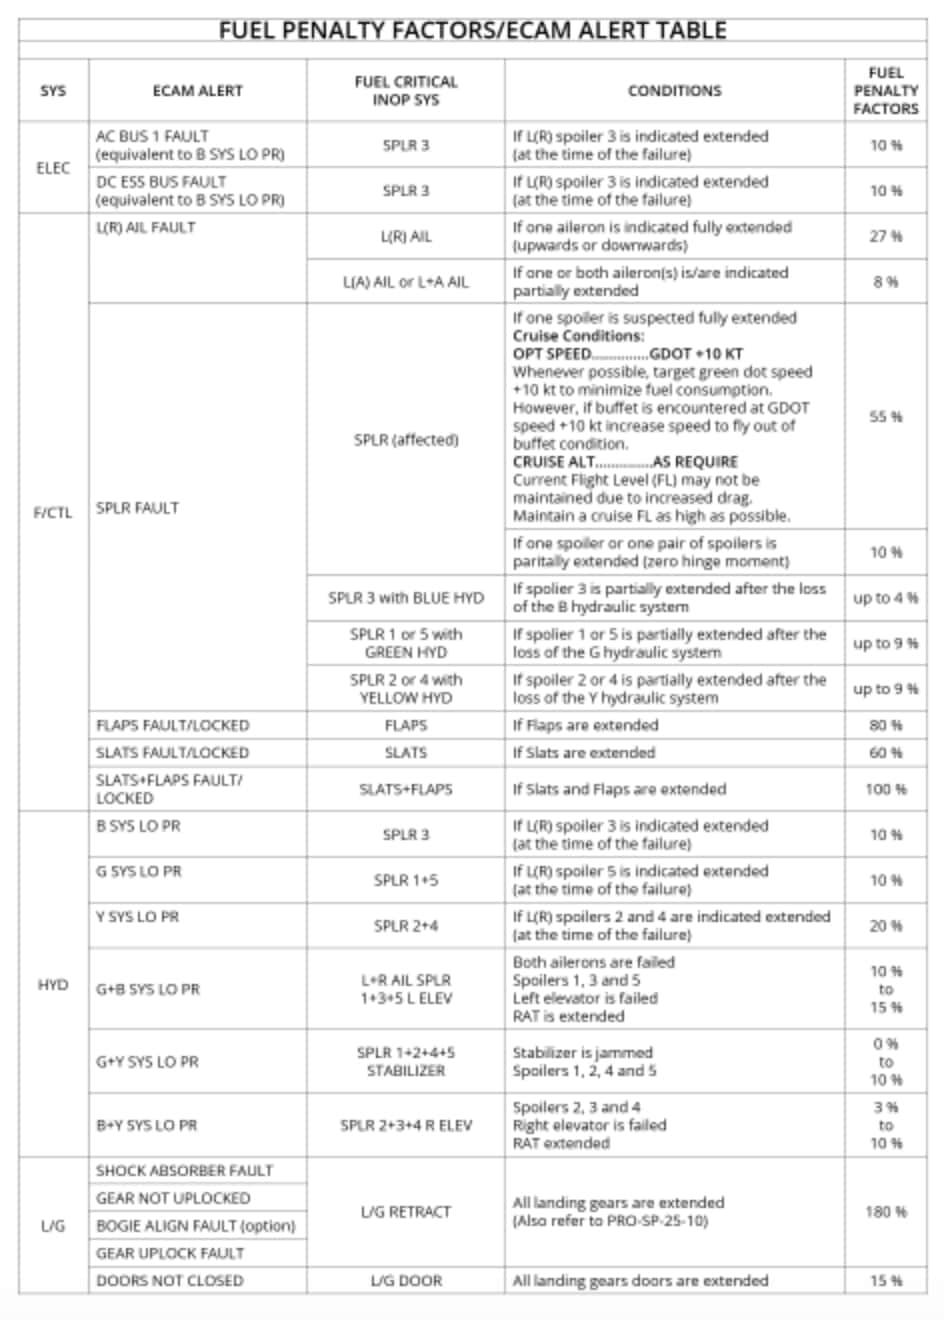 FUEL PENALTY FACTORS/ECAM ALERT TABLE
SYS
ECAM ALERT
FUEL CRITICAL
INOP SYS
CONDITIONS
FUEL
PENALTY
FACTORS
ELEC
AC BUS 1 FAULT
(equivalent to B SYS LO PR)
SPLR 3
If L(R) spoiler 3 is indicated extended
(at the time of the failure)
10 %
DC ESS BUS FAULT
(equivalent to B SYS LO PR)
SPLR 3
If L(R) spoiler 3 is indicated extended
(at the time of the failure)
10 %
F/CTL
L(R) AIL FAULT
L(R) AIL
If one aileron is indicated fully extended
(upwards or downwards)
27 %
L(A) AIL or L+A AIL
If one or both aileron(s) is/are indicated
partially extended
8 %
SPLR FAULT
SPLR (affected)
If one spoiler is suspected fully extended
Cruise Conditions:
OPT SPEED..............GDOT +10 KT
Whenever possible, target green dot speed
+10 kt to minimize fuel consumption.
However, if buffet is encountered at GDOT
speed +10 kt increase speed to fly out of
buffet condition.
CRUISE ALT..............AS REQUIRE
Current Flight Level (FL) may not be
maintained due to increased drag.
Maintain a cruise FL as high as possible.
55 %
If one spoiler or one pair of spoilers is
paritally extended (zero hinge moment)
10 %
SPLR 3 with BLUE HYD
If spolier 3 is partially extended after the loss
of the B hydraulic system
up to 4 %
SPLR 1 or 5 with
GREEN HYD
If spolier 1 or 5 is partially extended after the
loss of the G hydraulic system
up to 9 %
SPLR 2 or 4 with
YELLOW HYD
If spoiler 2 or 4 is partially extended after the
loss of the Y hydraulic system
up to 9 %
FLAPS FAULT/LOCKED
FLAPS
If Flaps are extended
80 %
SLATS FAULT/LOCKED
SLATS
If Slats are extended
60 %
SLATS+FLAPS FAULT/
LOCKED
SLATS+FLAPS
If Slats and Flaps are extended
100 %
HYD
B SYS LO PR
SPLR 3
If L(R) spoiler 3 is indicated extended
(at the time of the failure)
10 %
G SYS LO PR
SPLR 1+5
If L(R) spoiler 5 is indicated extended
(at the time of the failure)
10 %
Y SYS LO PR
SPLR 2+4
If L(R) spoilers 2 and 4 are indicated extended
(at the time of the failure)
20 %
G+B SYS LO PR
L+R AIL SPLR
1+3+5 L ELEV
Both ailerons are failed
Spoilers 1, 3 and 5
Left elevator is failed
RAT is extended
10 %
to
15 %
G+Y SYS LO PR
SPLR 1+2+4+5
STABILIZER
Stabilizer is jammed
Spoilers 1, 2, 4 and 5
0 %
to
10 %
B+Y SYS LO PR
SPLR 2+3+4 R ELEV
Spoilers 2, 3 and 4
Right elevator is failed
RAT extended
3 %
to
10 %
L/G
SHOCK ABSORBER FAULT
GEAR NOT UPLOCKED
BOGIE ALIGN FAULT (option)
GEAR UPLOCK FAULT
L/G RETRACT
All landing gears are extended
(Also refer to PRO-SP-25-10)
180 %
DOORS NOT CLOSED
L/G DOOR
All landing gears doors are extended
15 %